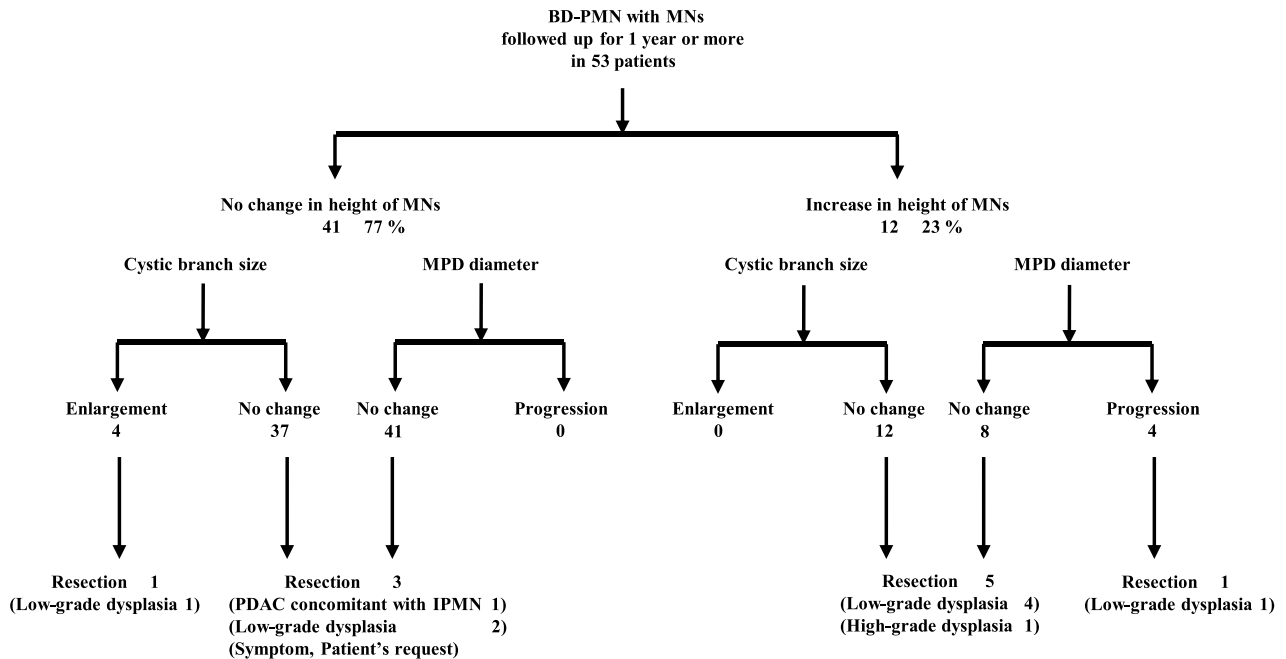 BD-PMN with MNs
followed up for 1 year or more
in 53 patients
No change in height of MNs
41 77 %
Increase in height of MNs
12 23 %
Cystic branch size
MPD diameter
Cystic branch size
MPD diameter
Enlargement
4
No change
37
No change
41
Progression
0
Enlargement
0
No change
12
No change
8
Progression
4
Resection 1
(Low-grade dysplasia 1)
Resection 3
(PDAC concomitant with IPMN 1)
(Low-grade dysplasia 2)
(Symptom, Patient's request)
Resection 5
(Low-grade dysplasia 4)
(High-grade dysplasia 1)
Resection 1
(Low-grade dysplasia 1)